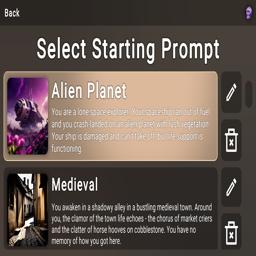 Back
Select Starting Prompt
Alien Planet
You are a lone space explorer. Your spaceship ran out of fuel
and you crash-landed on an alien planet with lush vegetation.
Your ship is damaged and can't take off, but life support is
functioning.
Medieval
You awaken in a shadowy alley in a bustling medieval town. Around
you, the clamor of the town life echoes - the chorus of market criers
and the clatter of horse hooves on cobblestone. You have no
memory of how you got here.